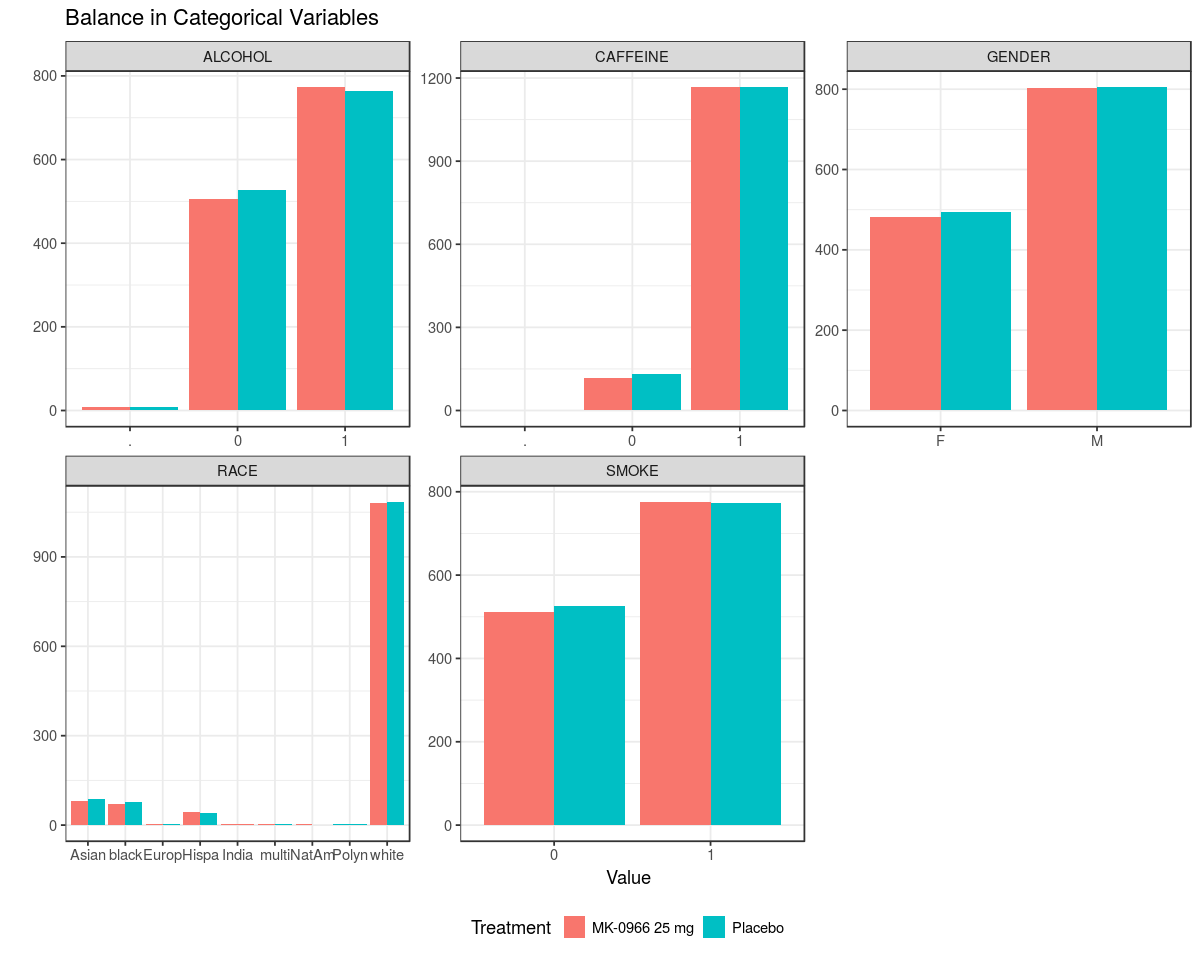 Balance in Categorical Variables
ALCOHOL
CAFFEINE
GENDER
800
600
400
200
0
. 0 1
1200
900
600
300
0
. 0 1
800
600
400
200
0
F M
RACE
SMOKE
900
600
300
0
Asian black Europ Hispa India multi NatAm Polyn white
800
600
400
200
0
0 1
Value
Treatment MK-0966 25 mg Placebo